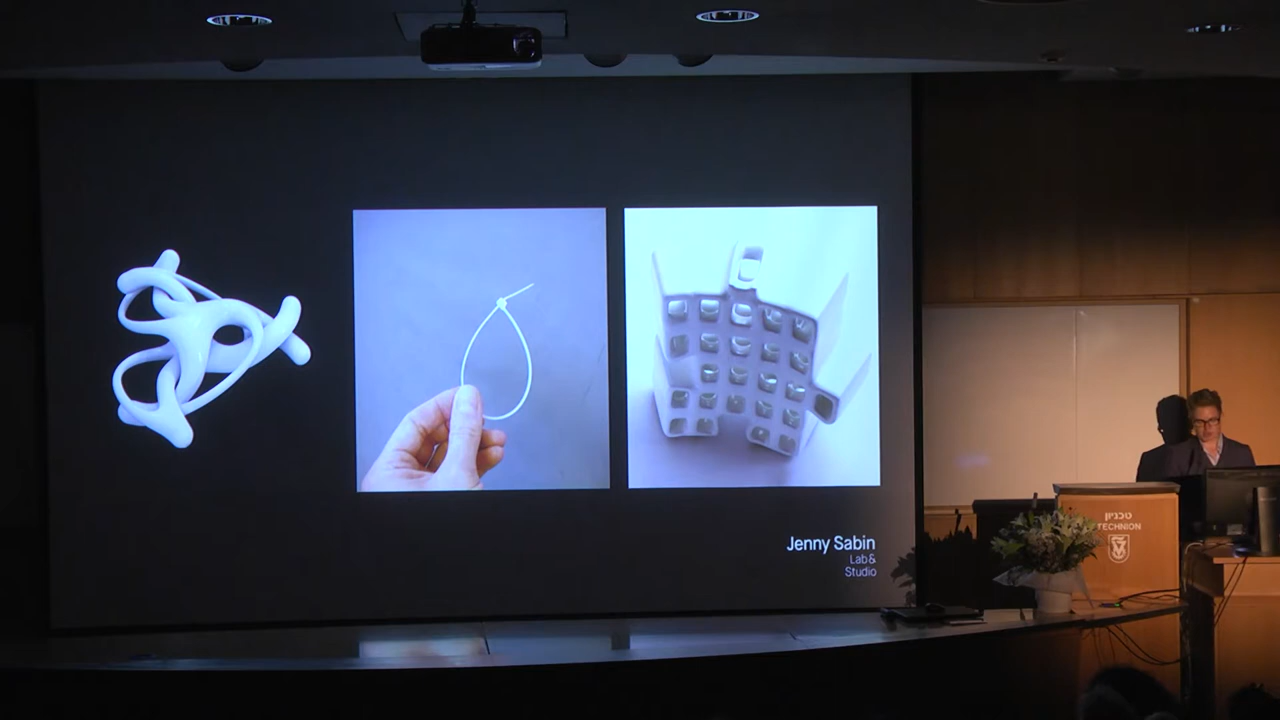 Jenny Sabin
Lab &
Studio
טכניון
TECHNION